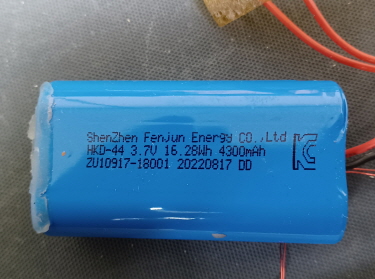 ShenZhen FenJun Energy CO.,Ltd
HKD-44 3.7V 16.28Wh 4300mAh
ZU10917-18001 20220817 DD